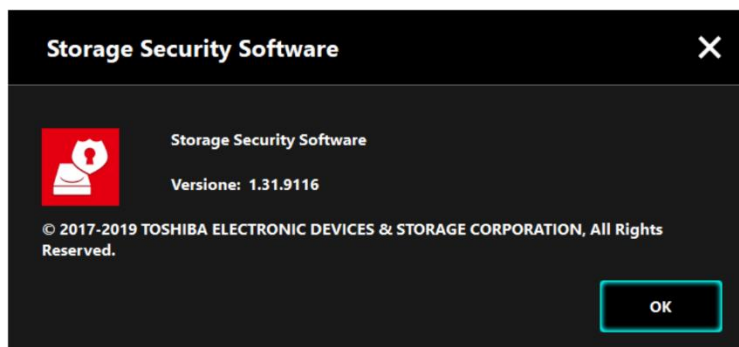 Storage Security Software
Storage Security Software
Versione: 1.31.9116
© 2017-2019 TOSHIBA ELECTRONIC DEVICES & STORAGE CORPORATION, All Rights
Reserved.
OK